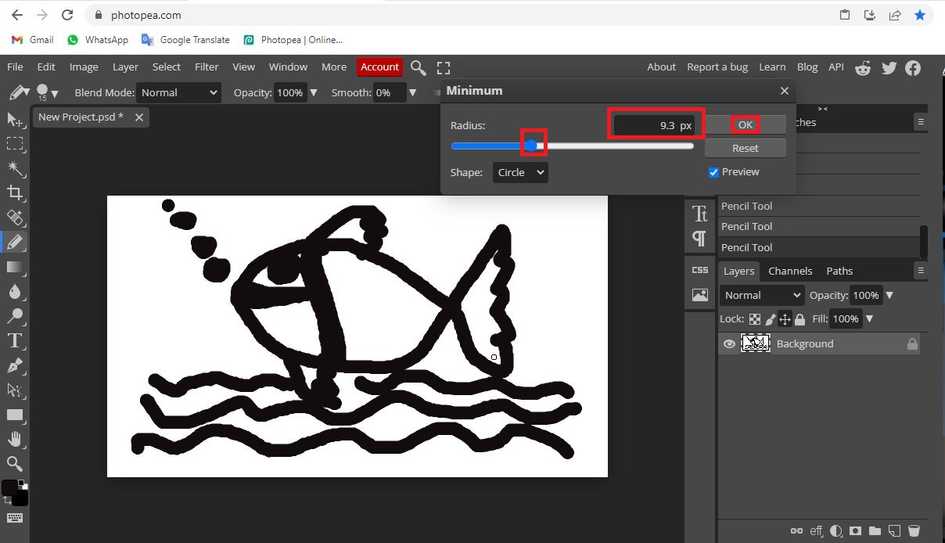 photopea.com
Gmail WhatsApp Google Translate Photopea | Online...
File Edit Image Layer Select Filter View Window More Account About Report a bug Learn Blog API
15 Blend Mode: Normal Opacity: 100% Smooth: 0%
Minimum
New Project.psd *
Radius: 9.3 px OK
ches
Reset
Shape: Circle Preview
Pencil Tool
Pencil Tool
Pencil Tool
CSS
Layers Channels Paths
Normal Opacity: 100%
Lock: Fill: 100%
Background
eff